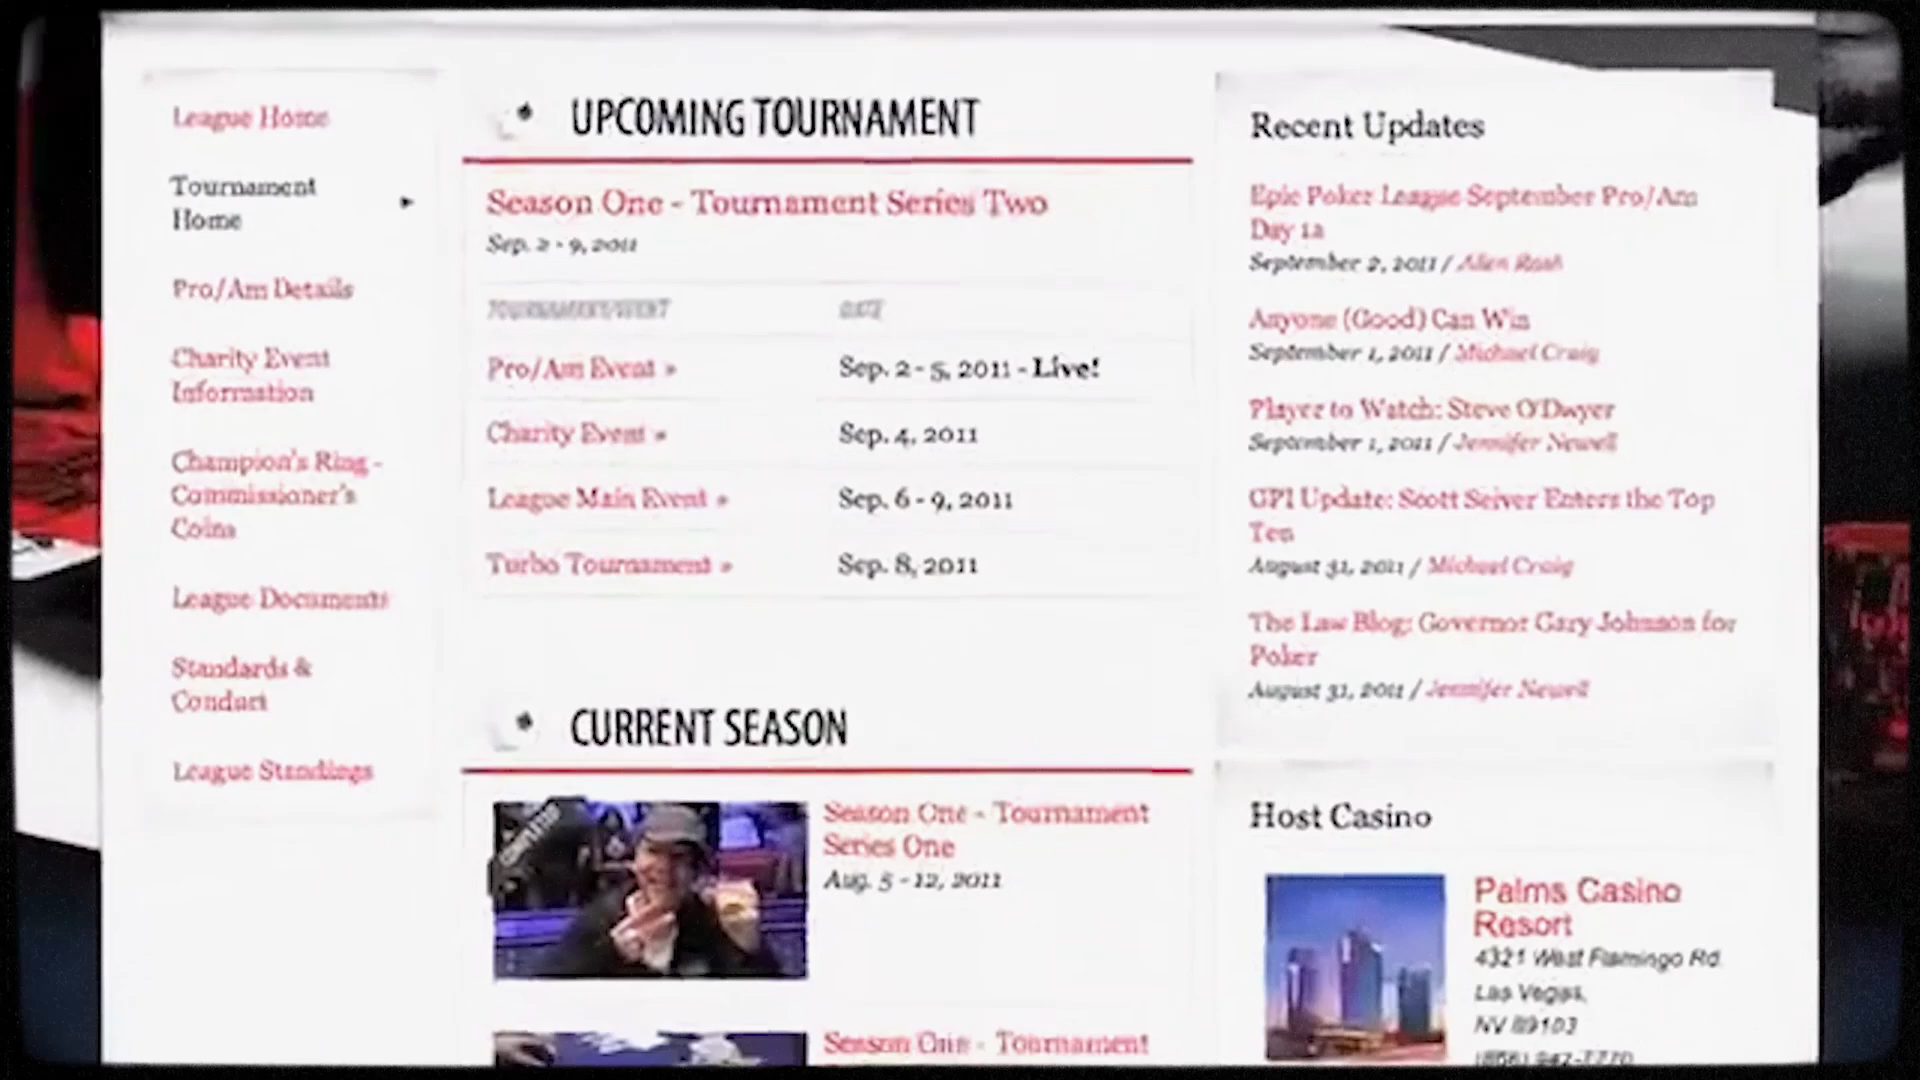 League Home
Tournament
Home
Pro/Am Details
Charity Event
Information
Champion's Ring -
Commissioner's
Coins
League Documents
Standards &
Conduct
League Standings
UPCOMING TOURNAMENT
Season One - Tournament Series Two
Sep. 2 - 9, 2011
TOURNAMENT/EVENT DATE
Pro/Am Event » Sep. 2 - 5, 2011 - Live!
Charity Event » Sep. 4, 2011
League Main Event » Sep. 6 - 9, 2011
Turbo Tournament » Sep. 8, 2011
CURRENT SEASON
Season One - Tournament
Series One
Aug. 5 - 12, 2011
Season One - Tournament
Recent Updates
Epic Poker League September Pro/Am
Day 1a
September 2, 2011 / Allen Rash
Anyone (Good) Can Win
September 1, 2011 / Michael Craig
Player to Watch: Steve O'Dwyer
September 1, 2011 / Jennifer Newell
GPI Update: Scott Seiver Enters the Top
Ten
August 31, 2011 / Michael Craig
The Law Blog: Governor Gary Johnson for
Poker
August 31, 2011 / Jennifer Newell
Host Casino
Palms Casino
Resort
4321 West Flamingo Rd.
Las Vegas,
NV 89103